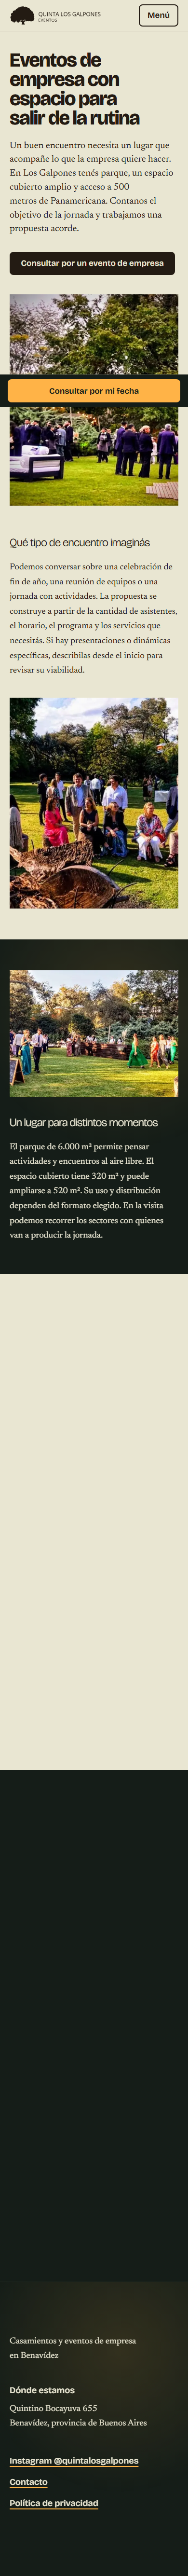 QUINTA LOS GALPONES
EVENTOS
Menú
Eventos de
empresa con
espacio para
salir de la rutina
Un buen encuentro necesita un lugar que
acompañe lo que la empresa quiere hacer.
En Los Galpones tenés parque, un espacio
cubierto amplio y acceso a 500
metros de Panamericana. Contanos el
objetivo de la jornada y trabajamos una
propuesta acorde.
Consultar por un evento de empresa
Consultar por mi fecha
Qué tipo de encuentro imaginás
Podemos conversar sobre una celebración de
fin de año, una reunión de equipos o una
jornada con actividades. La propuesta se
construye a partir de la cantidad de asistentes,
el horario, el programa y los servicios que
necesitás. Si hay presentaciones o dinámicas
específicas, describilas desde el inicio para
revisar su viabilidad.
Un lugar para distintos momentos
El parque de 6.000 m² permite pensar
actividades y encuentros al aire libre. El
espacio cubierto tiene 320 m² y puede
ampliarse a 520 m². Su uso y distribución
dependen del formato elegido. En la visita
podemos recorrer los sectores con quienes
van a producir la jornada.
Casamientos y eventos de empresa
en Benavídez
Dónde estamos
Quintino Bocayuva 655
Benavídez, provincia de Buenos Aires
Instagram @quintalosgalpones
Contacto
Política de privacidad